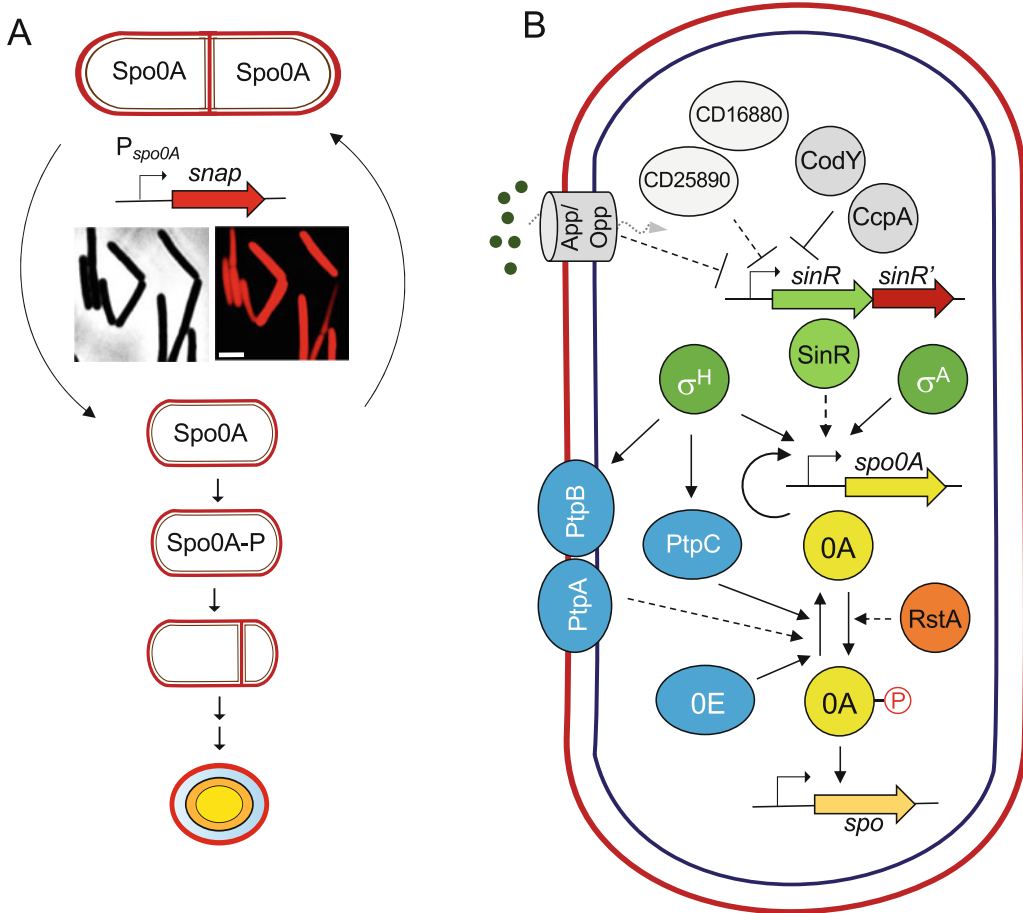 A
Spo0A Spo0A
Pspo0A
snap
Spo0A
Spo0A-P
B
CD16880
CD25890
CodY
CcpA
App/
Opp
sinR sinR’
SinR
σH
σA
spo0A
PtpB
PtpC
0A
PtpA
RstA
0E
0A
P
spo